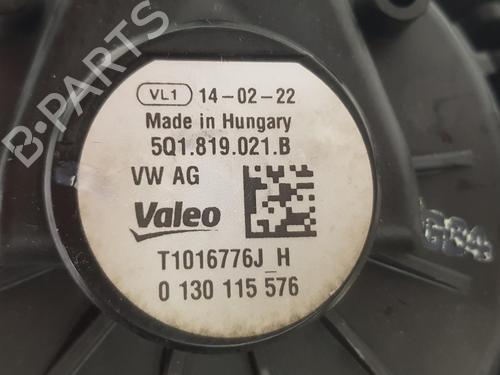 VL1 14-02-22
Made in Hungary
5Q1.819.021.B
VW AG
Valeo
T1016776J_H
0 130 115 576
B-PARTS